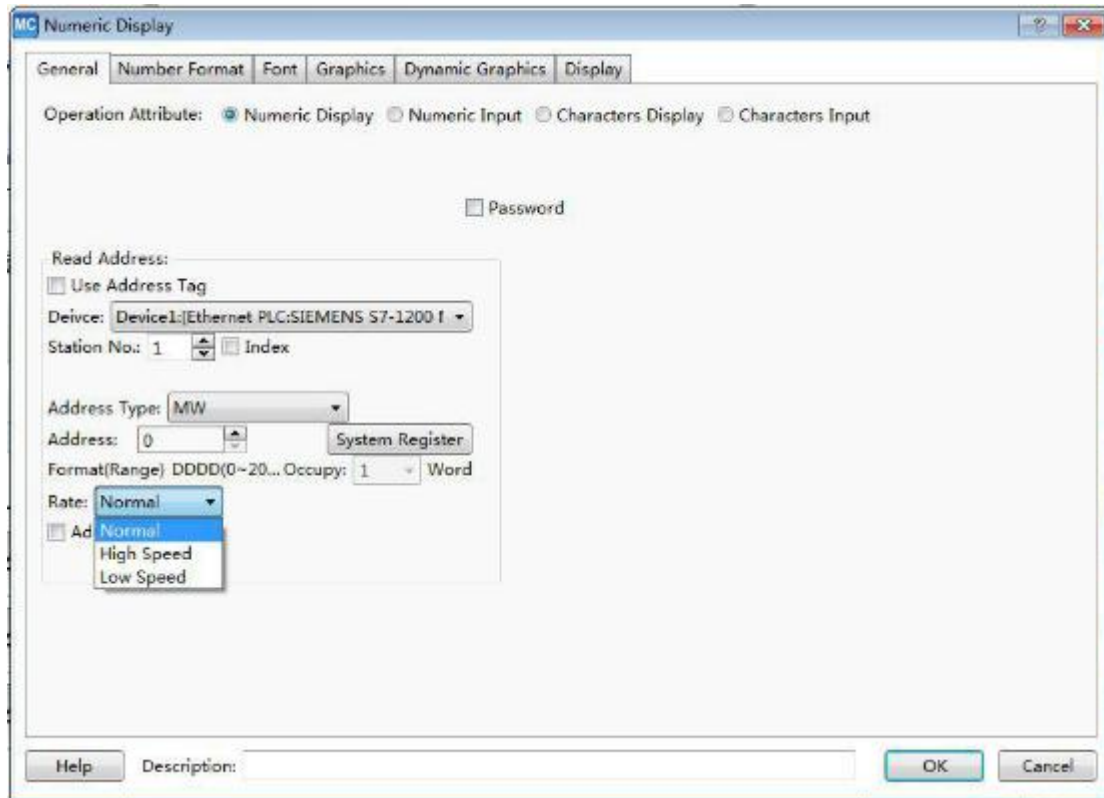 MC Numeric Display
General Number Format Font Graphics Dynamic Graphics Display
Operation Attribute: Numeric Display Numeric Input Characters Display Characters Input
Password
Read Address:
Use Address Tag
Deivce: Device1:[Ethernet PLC:SIEMENS S7-1200
Station No.: 1 Index
Address Type: MW
Address: 0 System Register
Format(Range) DDDD(0~20... Occupy: 1 Word
Rate: Normal
Ad Normal
High Speed
Low Speed
Help Description: OK Cancel